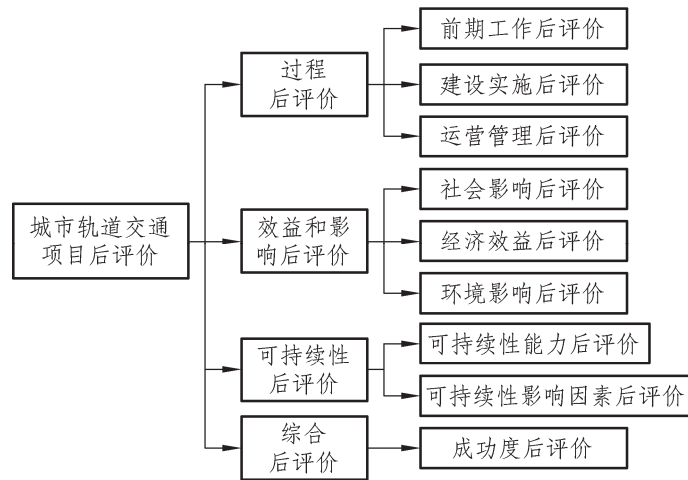 城市轨道交通
项目后评价
过程
后评价
前期工作后评价
建设实施后评价
运营管理后评价
效益和影
响后评价
社会影响后评价
经济效益后评价
环境影响后评价
可持续性
后评价
可持续性能力后评价
可持续性影响因素后评价
综合
后评价
成功度后评价